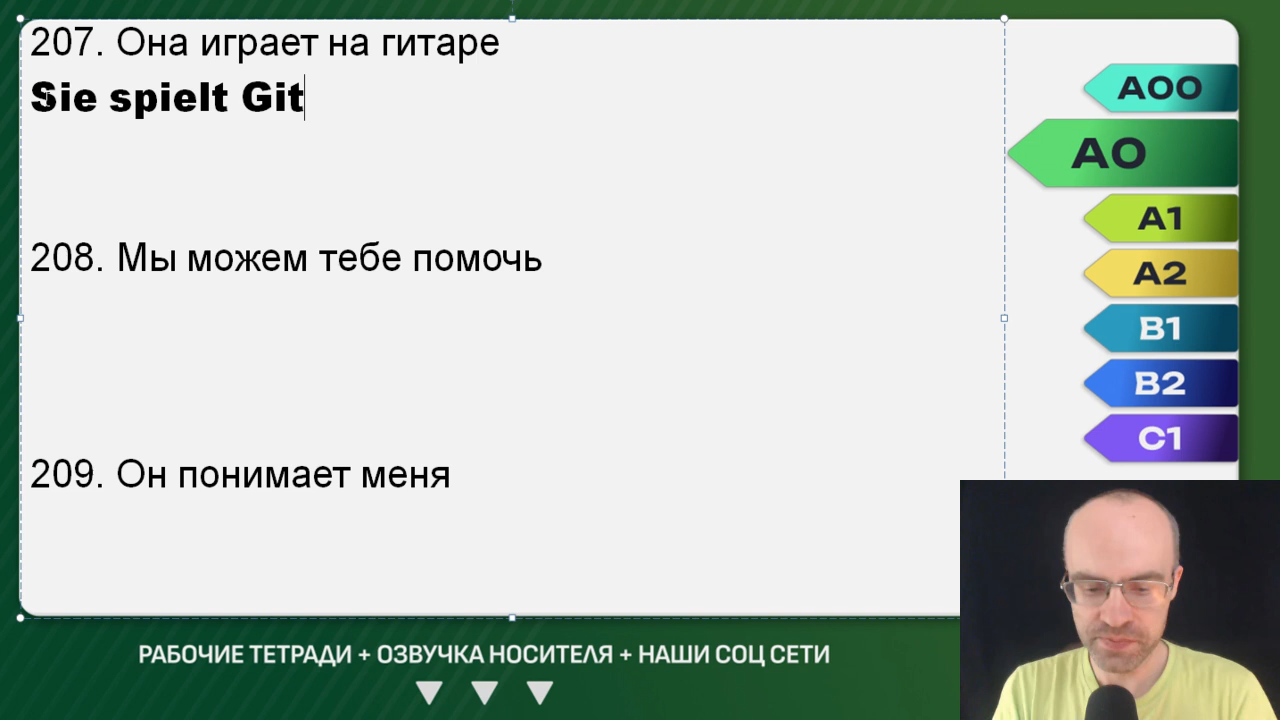 207. Она играет на гитаре
Sie spielt Git
208. Мы можем тебе помочь
209. Он понимает меня
A00
A0
A1
A2
B1
B2
C1
РАБОЧИЕ ТЕТРАДИ + ОЗВУЧКА НОСИТЕЛЯ + НАШИ СОЦ СЕТИ